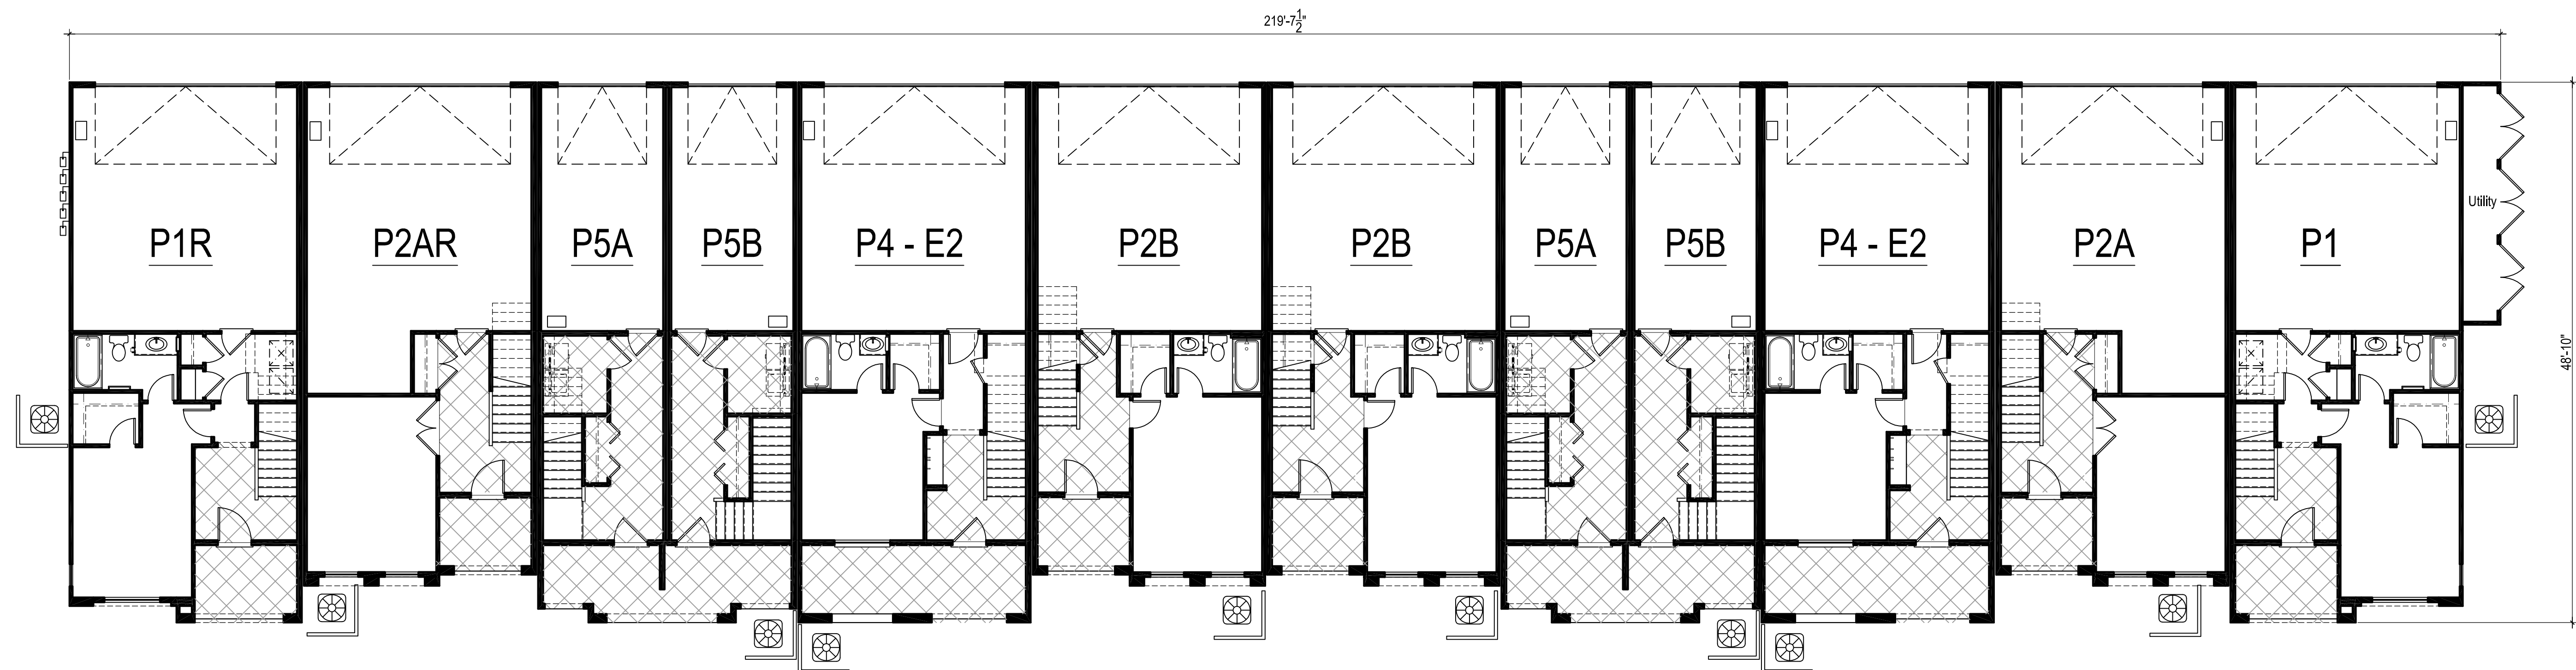 219'-7 1/2"
P1R
P2AR
P5A
P5B
P4 - E2
P2B
P2B
P5A
P5B
P4 - E2
P2A
P1
Utility
48'-10"